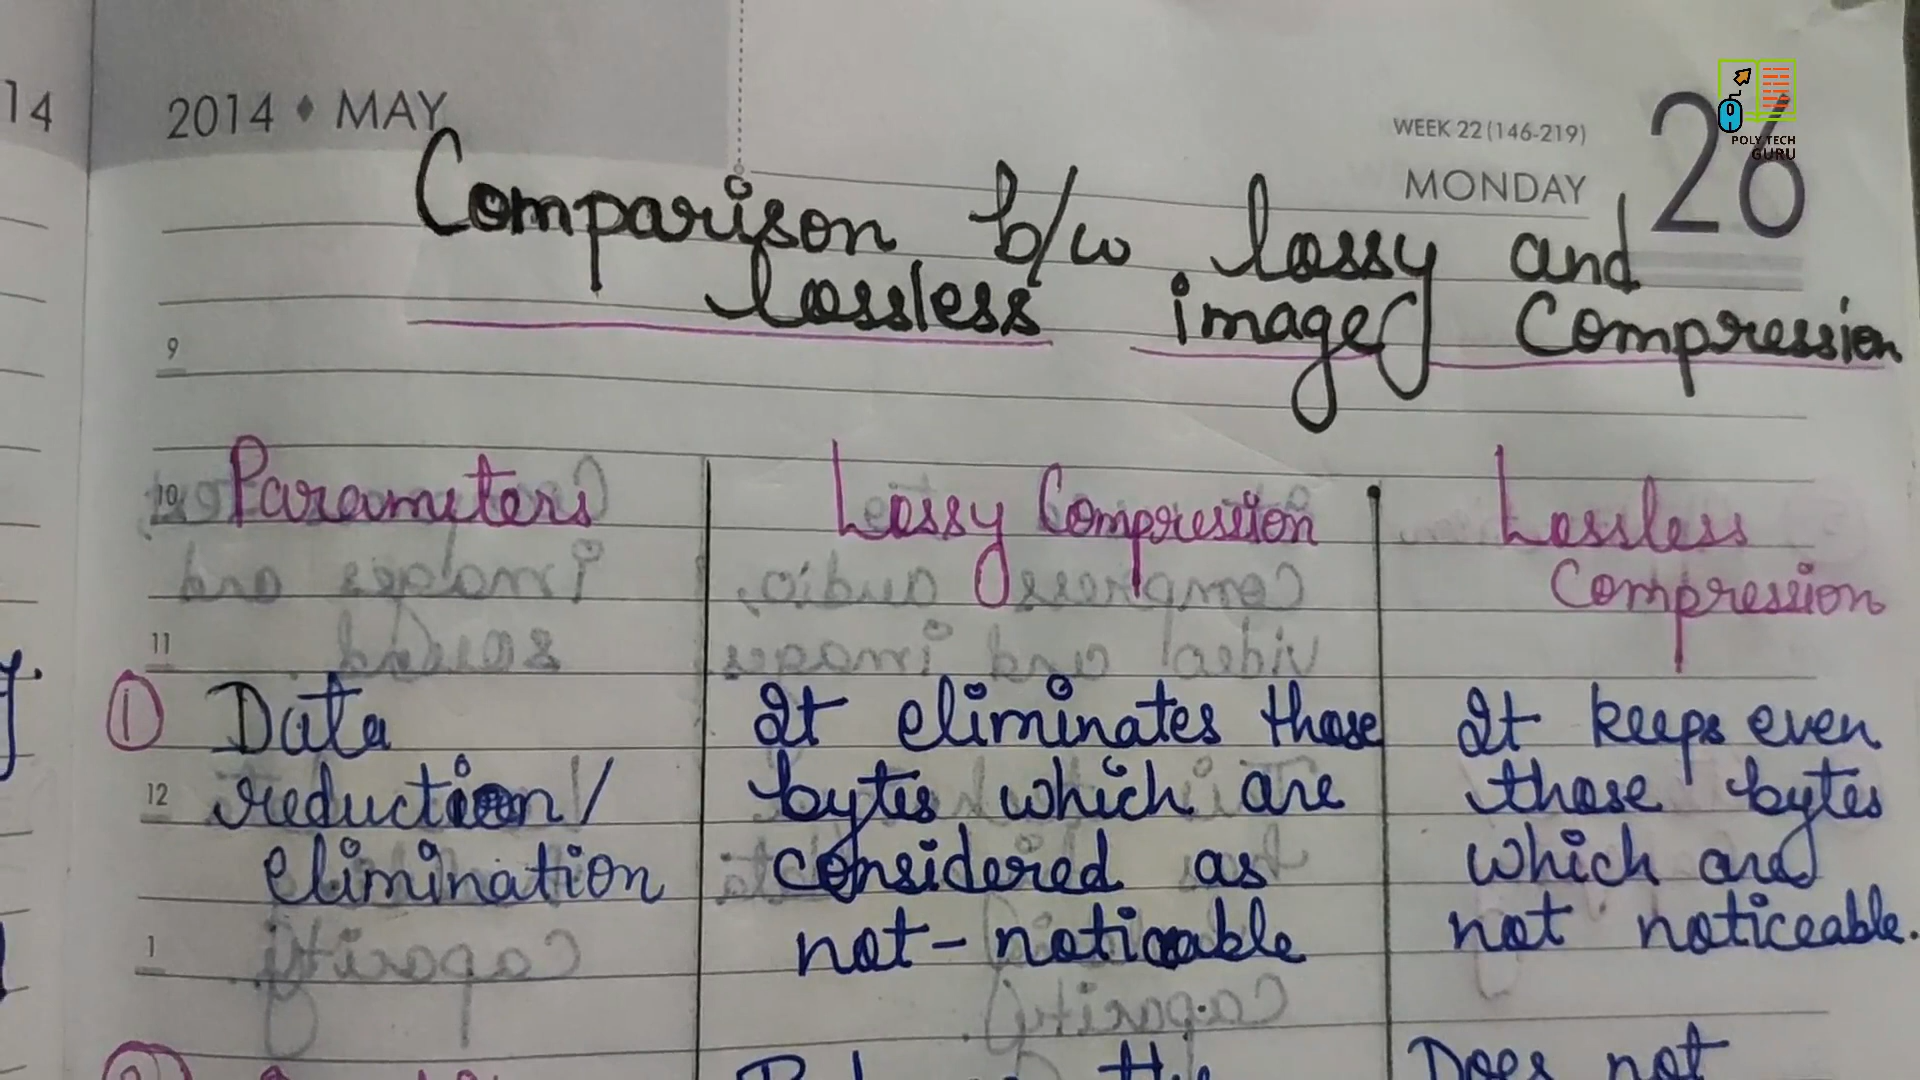 14
2014 ♦ MAY
WEEK 22 (146-219)
MONDAY
26
POLY TECH
GURU
Comparison b/w lossy and
lossless image Compression
9
10
11
12
1
Parameters
Lossy Compression
Lossless
Compression
① Data
reduction/
elimination
It eliminates those
bytes which are
considered as
not-noticable
It keeps even
those bytes
which are
not noticeable.
Does not